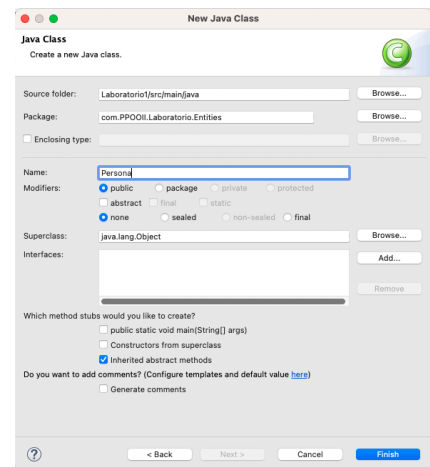 New Java Class
Java Class
Create a new Java class.
C
Source folder: Laboratorio1/src/main/java Browse...
Package: com.PPOOII.Laboratorio.Entities Browse...
Enclosing type: Browse...
Name: Persona
Modifiers: public package private protected
abstract final static
none sealed non-sealed final
Superclass: java.lang.Object Browse...
Interfaces: Add...
Remove
Which method stubs would you like to create?
public static void main(String[] args)
Constructors from superclass
Inherited abstract methods
Do you want to add comments? (Configure templates and default value here)
Generate comments
? < Back Next > Cancel Finish